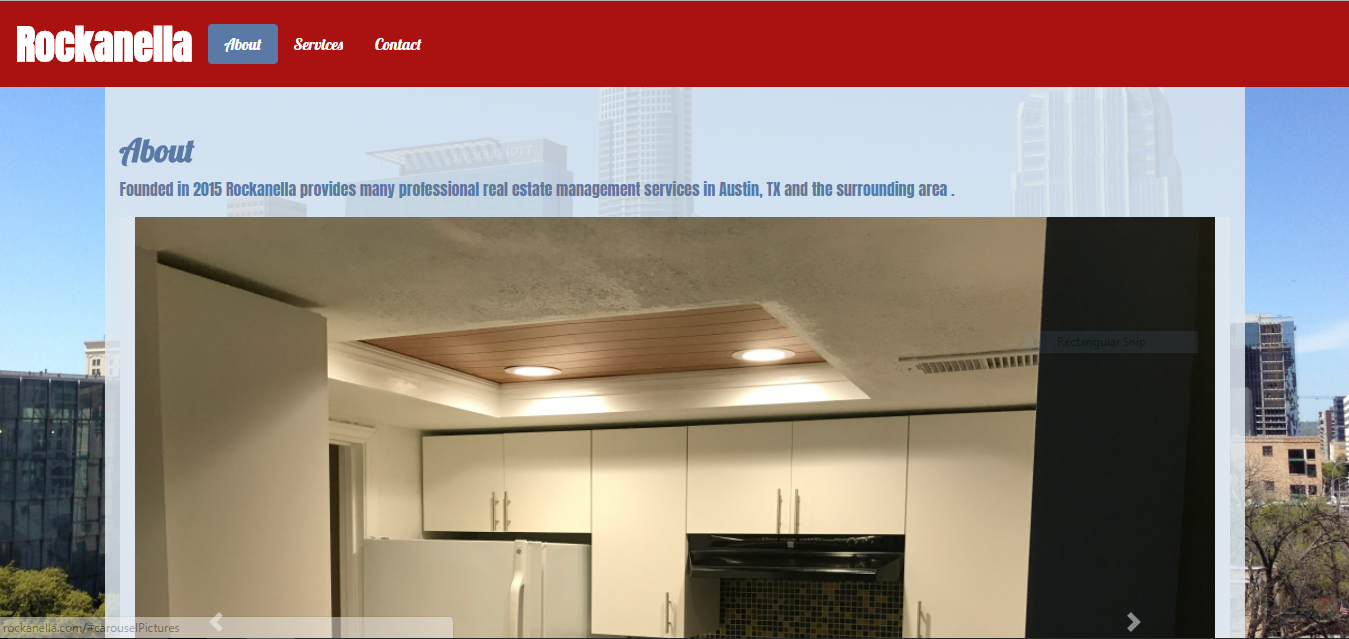 Rockanella
About Services Contact
About
Founded in 2015 Rockanella provides many professional real estate management services in Austin, TX and the surrounding area .
Rectangular Snip
rockanella.com/#carouselPictures